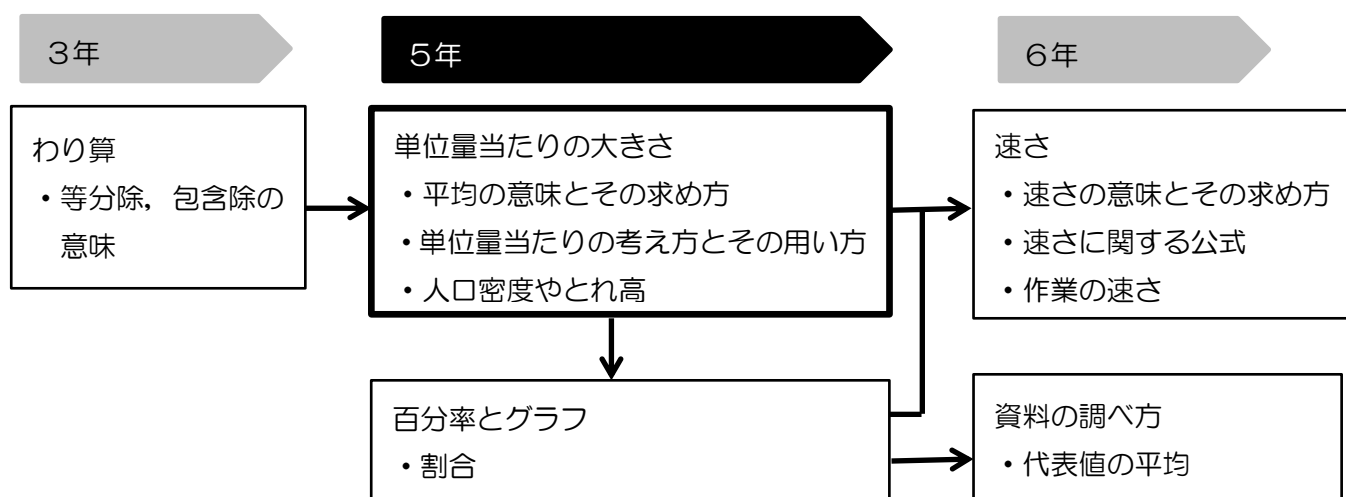 3年
5年
6年
わり算
・等分除,包含除の
意味
単位量当たりの大きさ
・平均の意味とその求め方
・単位量当たりの考え方とその用い方
・人口密度やとれ高
速さ
・速さの意味とその求め方
・速さに関する公式
・作業の速さ
百分率とグラフ
・割合
資料の調べ方
・代表値の平均